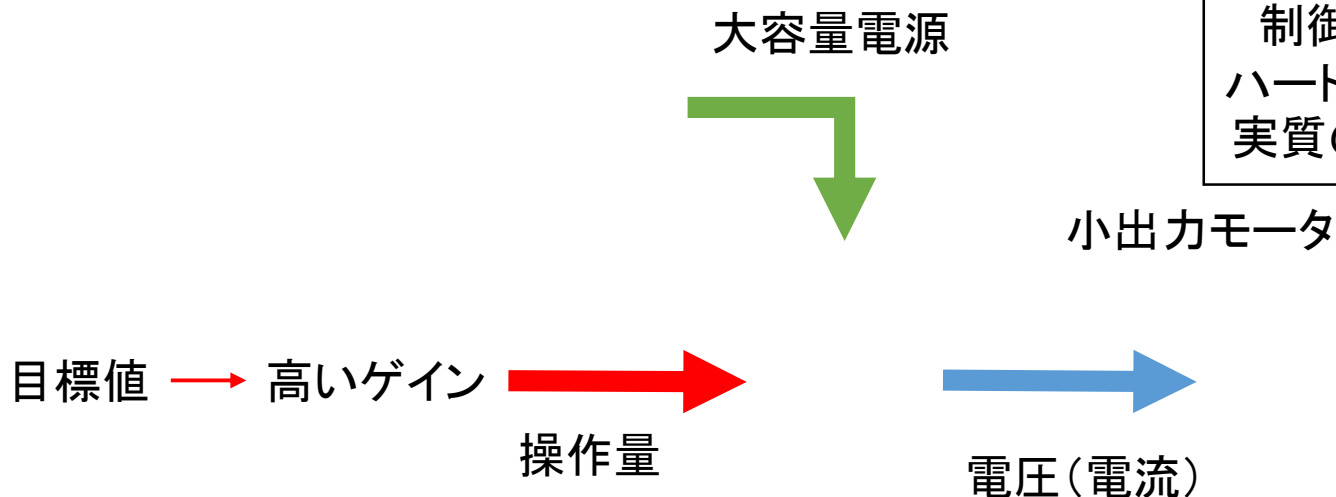 大容量電源
制御
ハート
実質
小出力モータ
目標値
高いゲイン
操作量
電圧(電流)